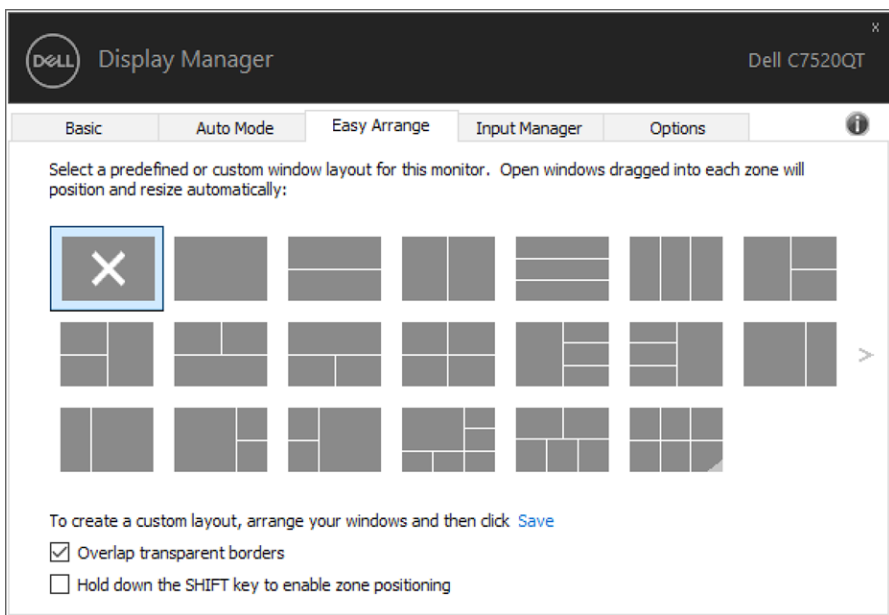 x
DELL
Display Manager
Dell C7520QT
Basic
Auto Mode
Easy Arrange
Input Manager
Options
i
Select a predefined or custom window layout for this monitor. Open windows dragged into each zone will
position and resize automatically:
>
To create a custom layout, arrange your windows and then click Save
Overlap transparent borders
Hold down the SHIFT key to enable zone positioning